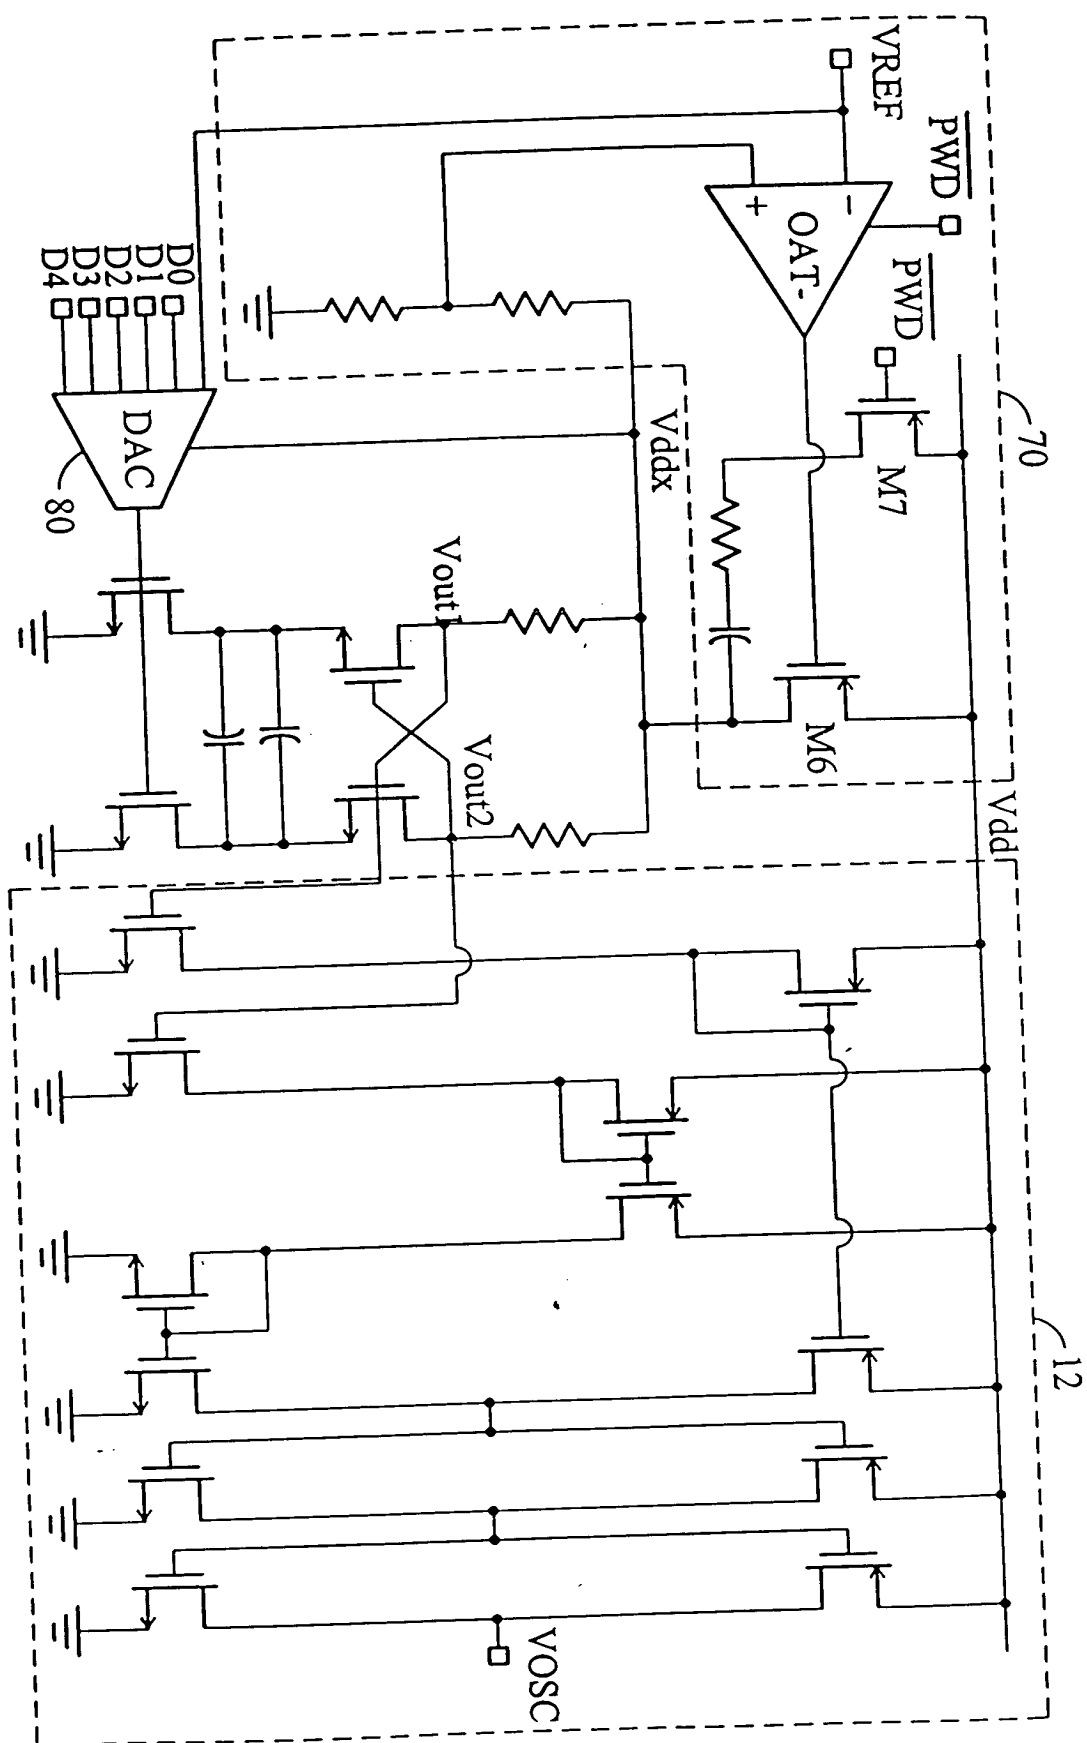 VREF
PWD
PWD
+
-
OAT-
M7
70
M6
Vdd
Vddx
D0
D1
D2
D3
D4
DAC
80
Vout1
Vout2
12
VOSC